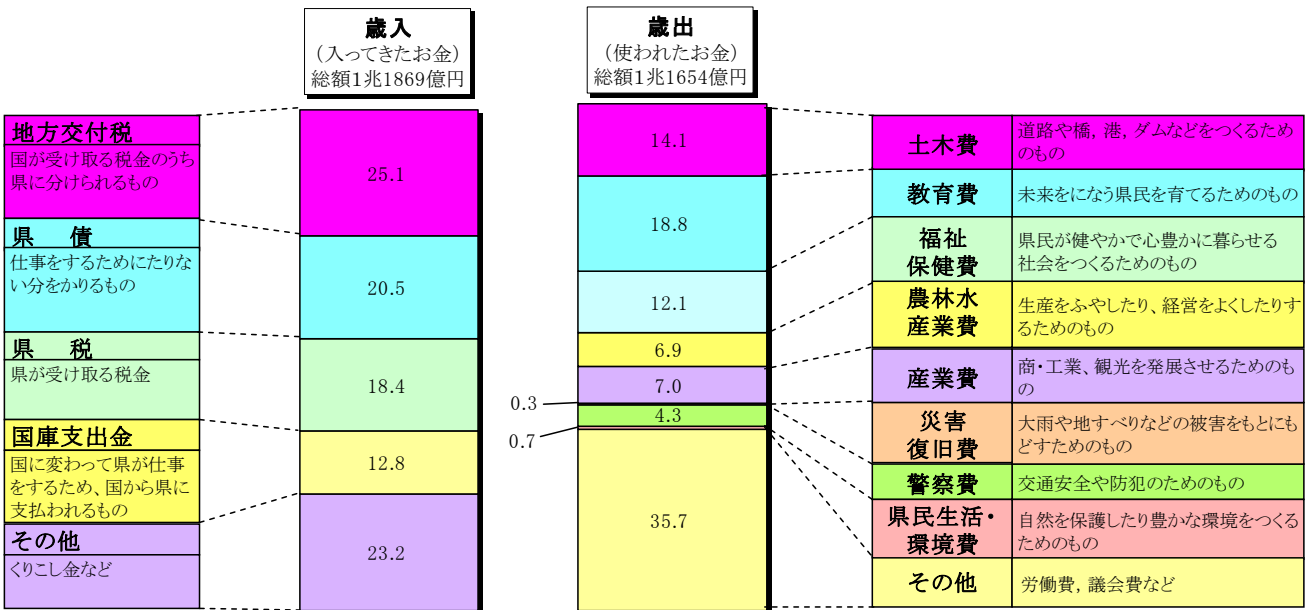 歳入
(入ってきたお金)
総額1兆1869億円
歳出
(使われたお金)
総額1兆1654億円
地方交付税
国が受け取る税金のうち
県に分けられるもの
県 債
仕事をするためにたりな
い分をかりるもの
県 税
県が受け取る税金
国庫支出金
国に変わって県が仕事
をするため、国から県に
支払われるもの
その他
くりこし金など
25.1
20.5
18.4
12.8
23.2
14.1
18.8
12.1
6.9
7.0
0.3
4.3
0.7
35.7
土木費
道路や橋, 港, ダムなどをつくるため
のもの
教育費
未来をになう県民を育てるためのもの
福祉
保健費
県民が健やかで心豊かに暮らせる
社会をつくるためのもの
農林水
産業費
生産をふやしたり、経営をよくしたりす
るためのもの
産業費
商・工業、観光を発展させるためのも
の
災害
復旧費
大雨や地すべりなどの被害をもとにも
どすためのもの
警察費
交通安全や防犯のためのもの
県民生活・
環境費
自然を保護したり豊かな環境をつくる
ためのもの
その他
労働費, 議会費など